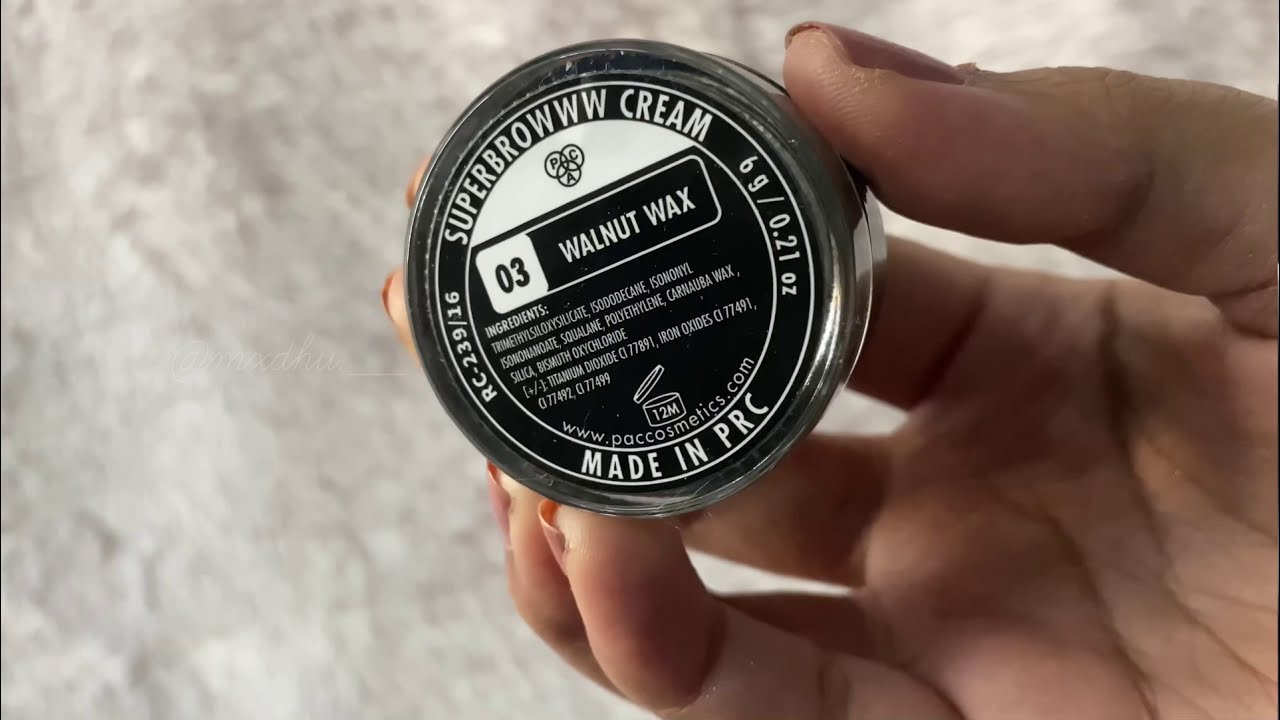 SUPERBROWWW CREAM
6g / 0.21 oz
P C A
03 WALNUT WAX
INGREDIENTS:
TRIMETHYLSILOXYSILICATE, ISODODECANE, ISONONYL
ISONONANOATE, SQUALANE, POLYETHYLENE, CARNAUBA WAX ,
SILICA, BISMUTH OXYCHLORIDE
[+/-]: TITANIUM DIOXIDE CI 77891, IRON OXIDES CI 77491,
CI 77492, CI 77499
12M
www.paccosmetics.com
RC-239/16
MADE IN PRC